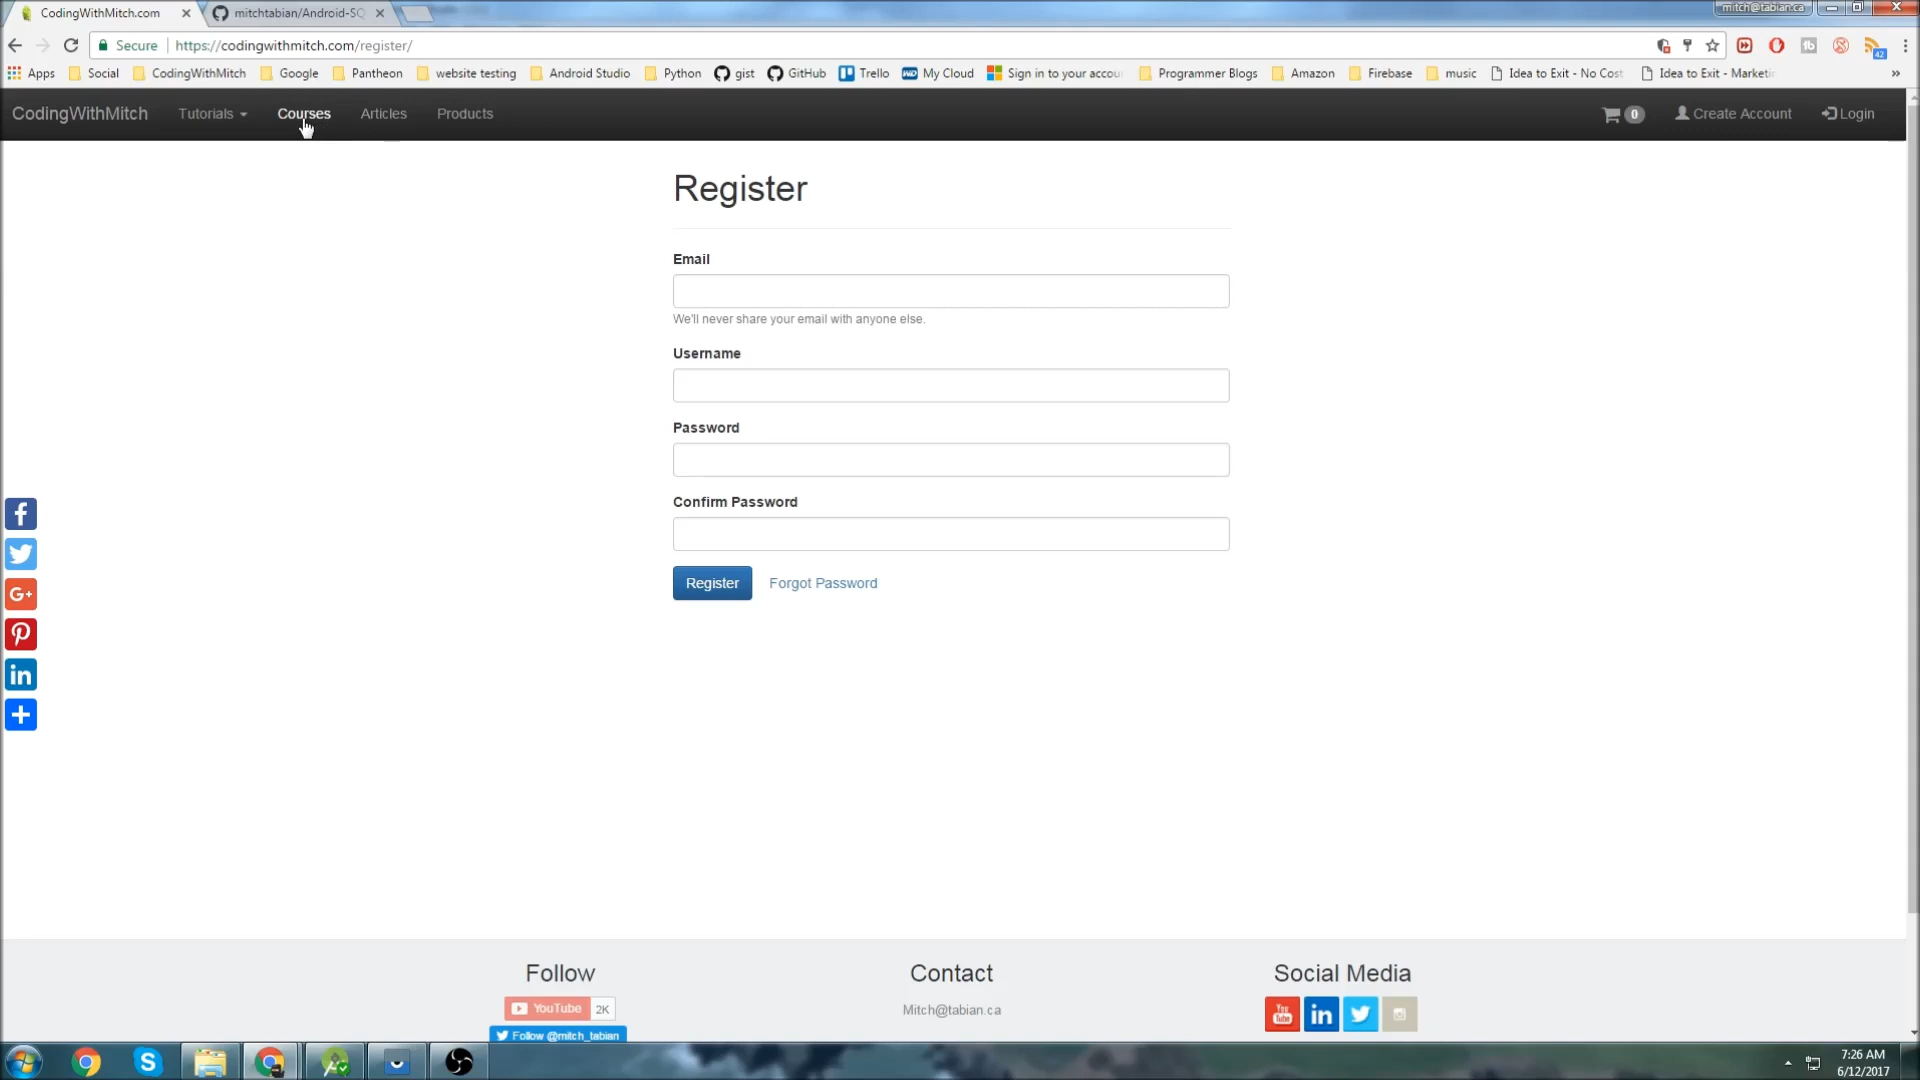 CodingWithMitch.com
mitchtabian/Android-SQ
mitch@tabian.ca
Secure
https://codingwithmitch.com/register/
42
Apps
Social
CodingWithMitch
Google
Pantheon
website testing
Android Studio
Python
gist
GitHub
Trello
My Cloud
Sign in to your accou
Programmer Blogs
Amazon
Firebase
music
Idea to Exit - No Cost
Idea to Exit - Marketi
»
CodingWithMitch
Tutorials
Courses
Articles
Products
0
Create Account
Login
Register
Email
We'll never share your email with anyone else.
Username
Password
Confirm Password
Register
Forgot Password
Follow
Contact
Social Media
YouTube
2K
Mitch@tabian.ca
Follow @mitch_tabian
7:26 AM
6/12/2017